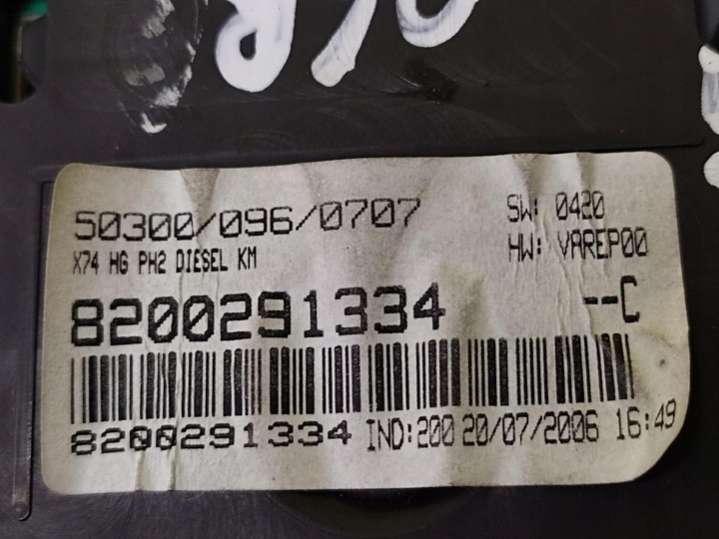 50300/096/0707
SW: 0420
X74 HG PH2 DIESEL KM
HW: VAREP00
8200291334
--C
8200291334 IND:200 20/07/2006 16:49